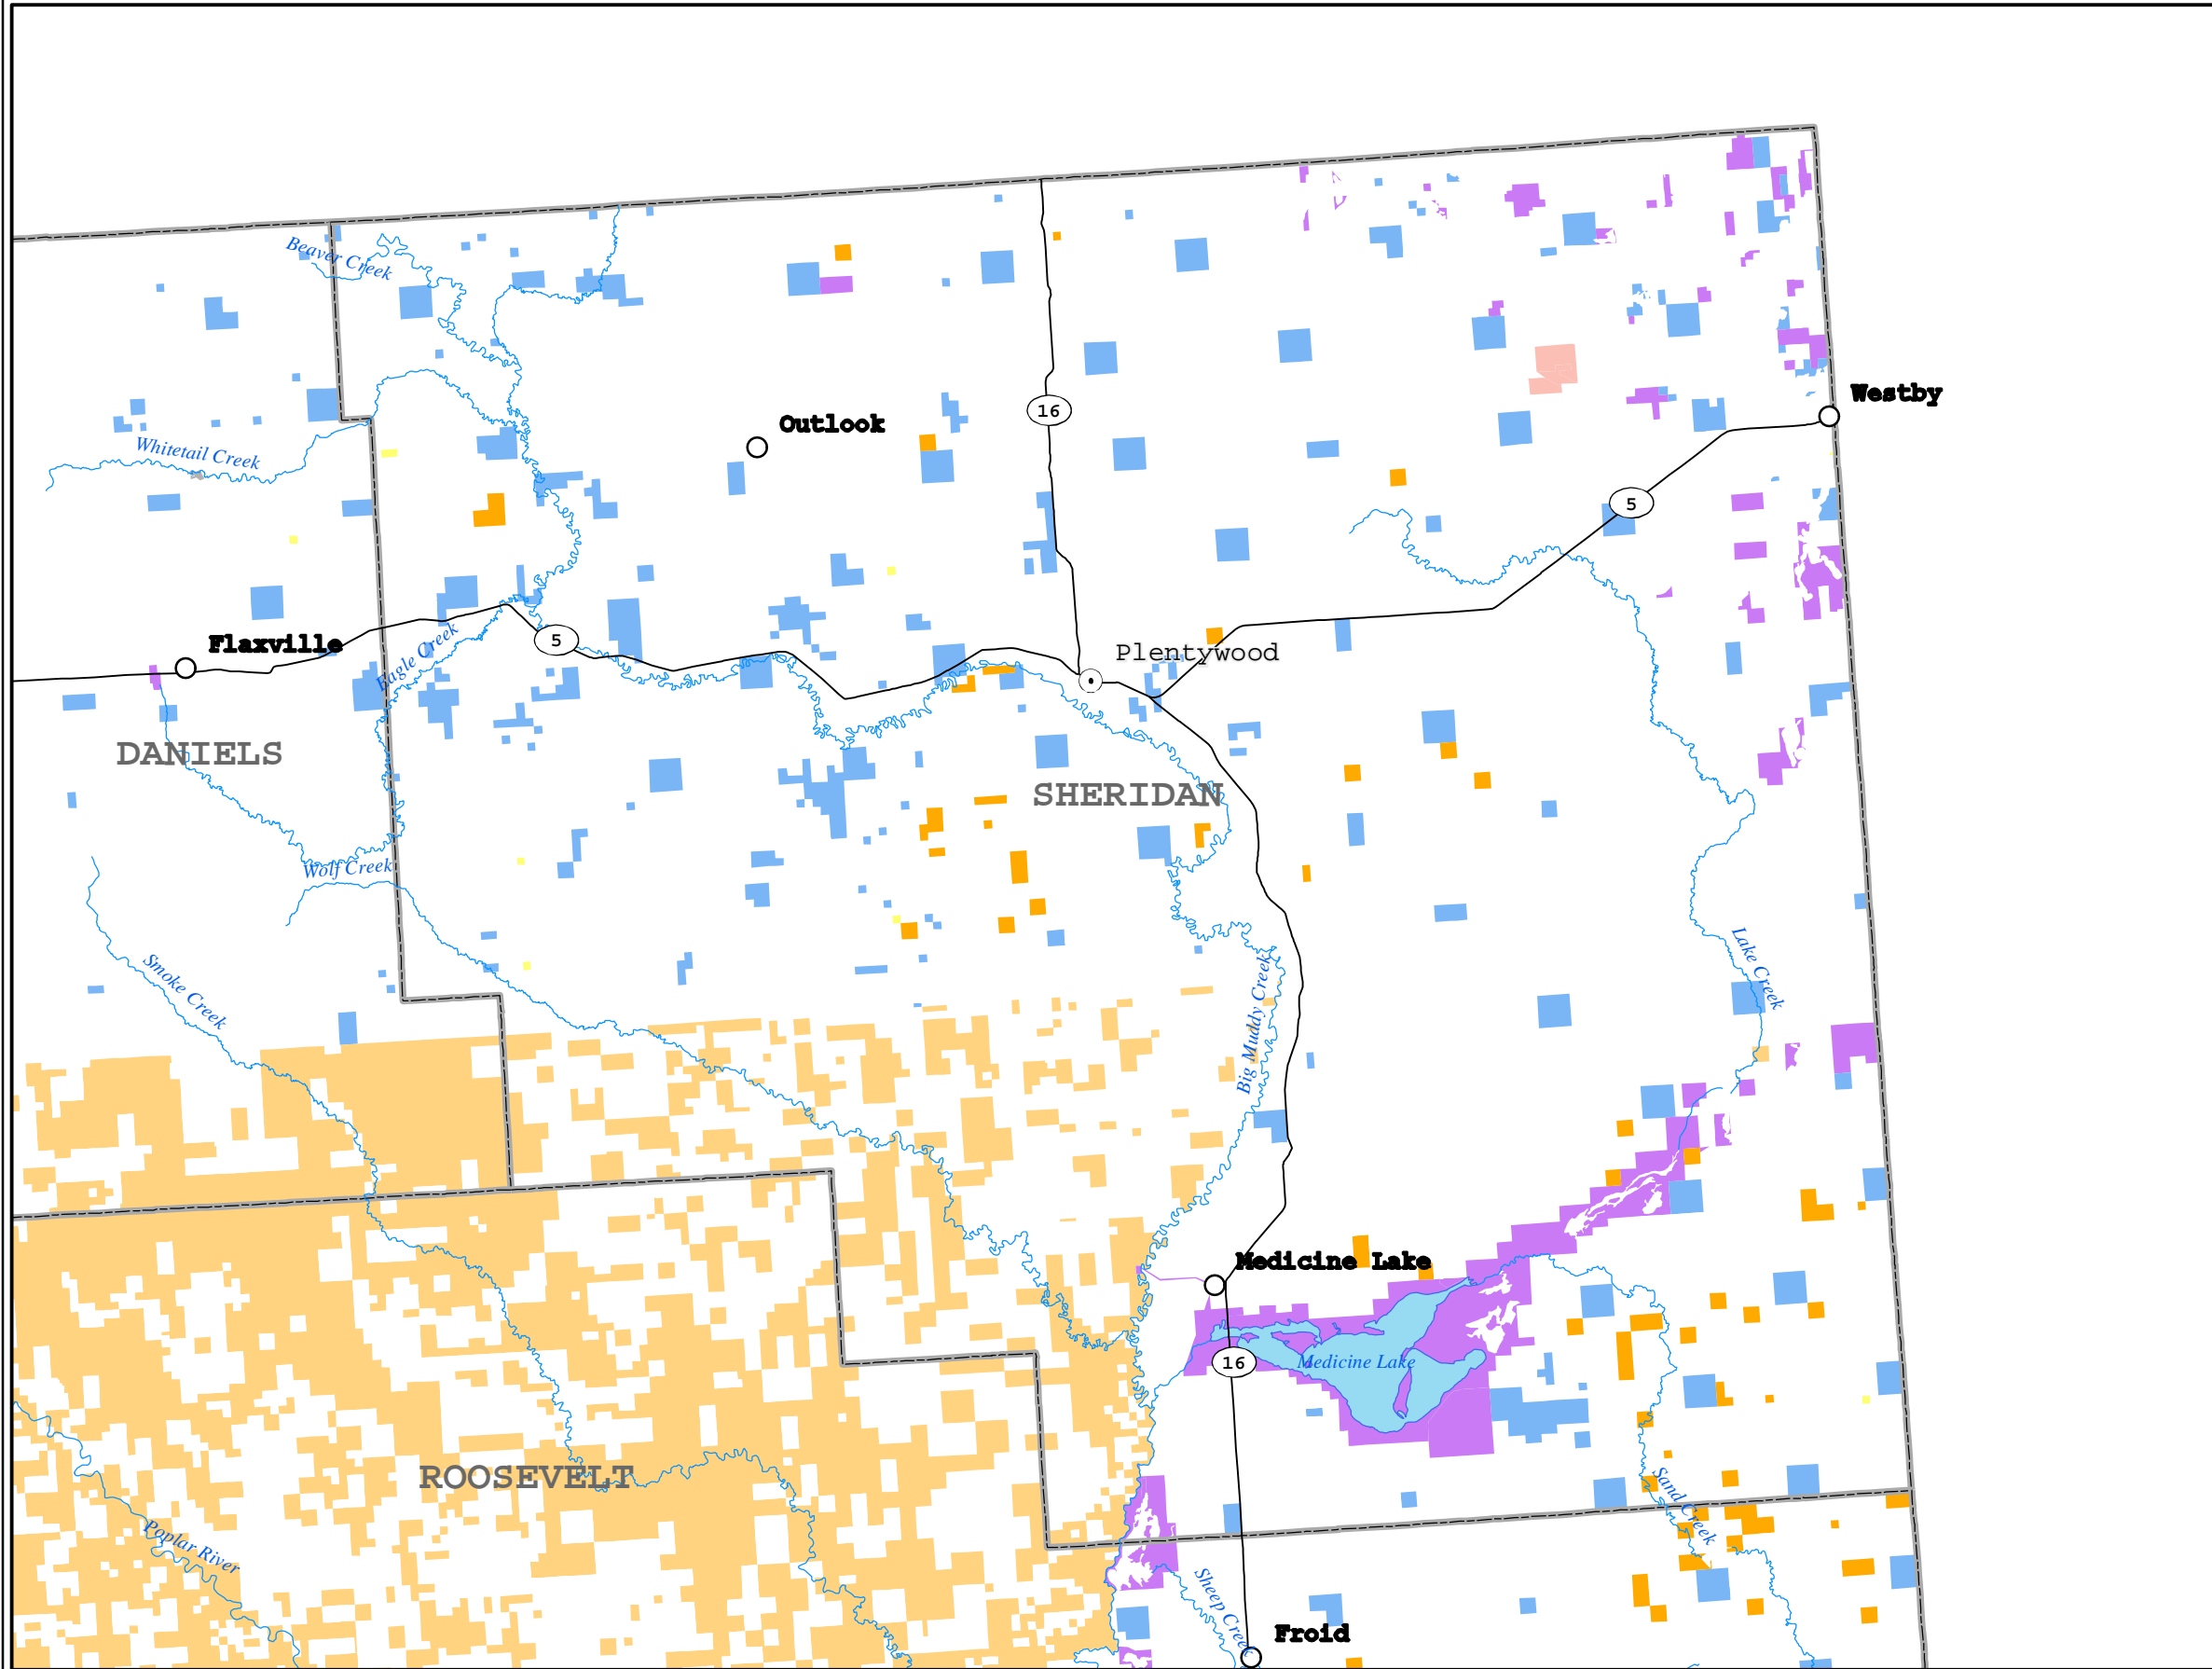 Beaver Creek
Westby
16
Outlook
Whitetail Creek
5
Flaxville
Eagle Creek
5
Plentywood
DANIELS
SHERIDAN
Wolf Creek
Smoke Creek
Lake Creek
Big Muddy Creek
Medicine Lake
16
Medicine Lake
ROOSEVELT
Sand Creek
Poplar River
Sheep Creek
Froid